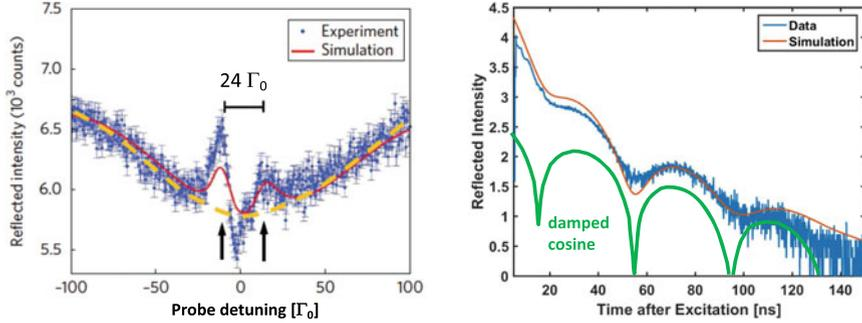 7.5
7.0
6.5
6.0
5.5
Reflected intensity (10³ counts)
Experiment
Simulation
24 Γ₀
-100
-50
0
50
100
Probe detuning [Γ₀]
4.5
4
3.5
3
2.5
2
1.5
1
0.5
0
Reflected Intensity
Data
Simulation
damped
cosine
20
40
60
80
100
120
140
Time after Excitation [ns]